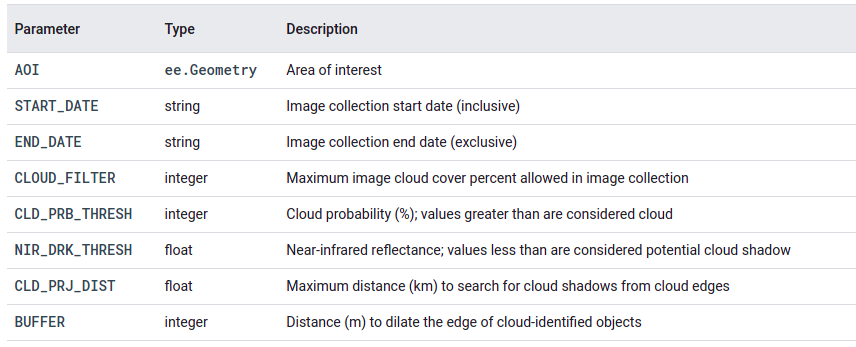 Parameter Type Description
AOI ee.Geometry Area of interest
START_DATE string Image collection start date (inclusive)
END_DATE string Image collection end date (exclusive)
CLOUD_FILTER integer Maximum image cloud cover percent allowed in image collection
CLD_PRB_THRESH integer Cloud probability (%); values greater than are considered cloud
NIR_DRK_THRESH float Near-infrared reflectance; values less than are considered potential cloud shadow
CLD_PRJ_DIST float Maximum distance (km) to search for cloud shadows from cloud edges
BUFFER integer Distance (m) to dilate the edge of cloud-identified objects